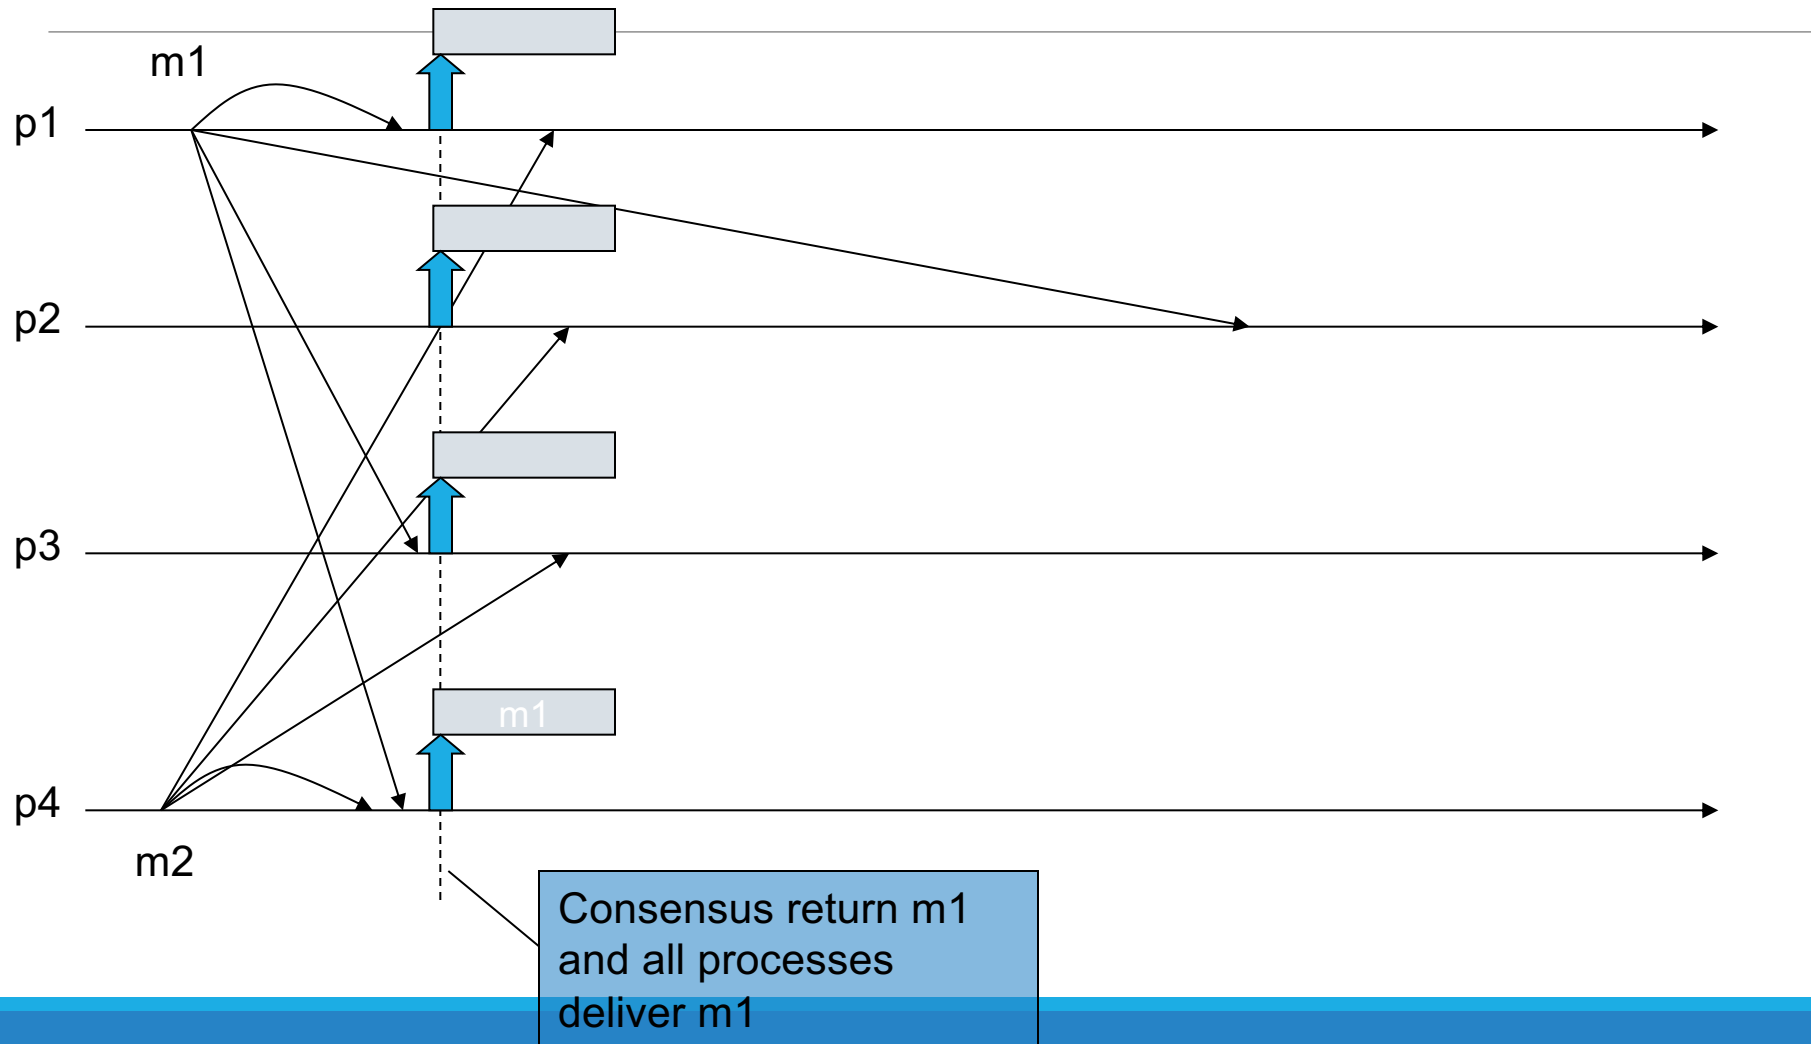 m1
p1
p2
p3
m1
p4
m2
Consensus return m1
and all processes
deliver m1